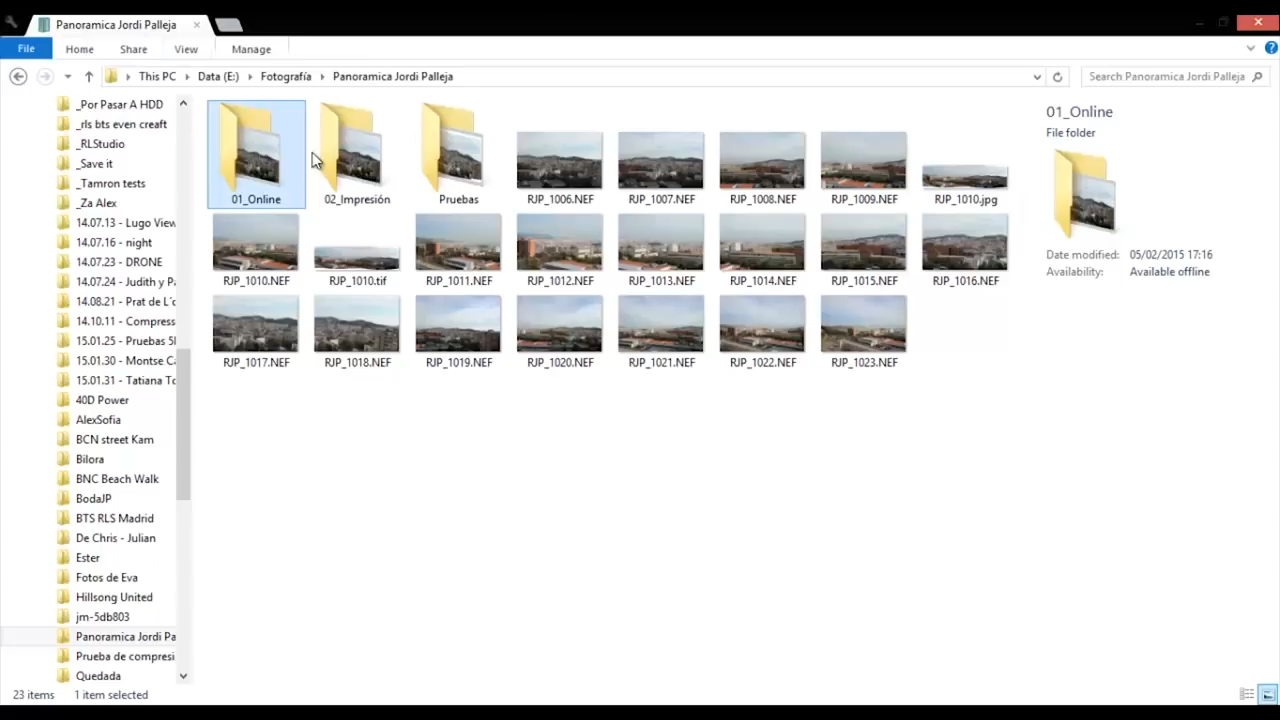 Panoramica Jordi Palleja
File Home Share View Manage
This PC Data (E:) Fotografía Panoramica Jordi Palleja
Search Panoramica Jordi Palleja
_Por Pasar A HDD
_rls bts even creaft
_RLStudio
_Save it
_Tamron tests
_Za Alex
14.07.13 - Lugo View
14.07.16 - night
14.07.23 - DRONE
14.07.24 - Judith y P
14.08.21 - Prat de L´o
14.10.11 - Compress
15.01.25 - Pruebas Sl
15.01.30 - Montse Ca
15.01.31 - Tatiana To
40D Power
AlexSofia
BCN street Kam
Bilora
BNC Beach Walk
BodaJP
BTS RLS Madrid
De Chris - Julian
Ester
Fotos de Eva
Hillsong United
jm-5db803
Panoramica Jordi Pa
Prueba de compresi
Quedada
01_Online 02_Impresión Pruebas RJP_1006.NEF RJP_1007.NEF RJP_1008.NEF RJP_1009.NEF RJP_1010.jpg
RJP_1010.NEF RJP_1010.tif RJP_1011.NEF RJP_1012.NEF RJP_1013.NEF RJP_1014.NEF RJP_1015.NEF RJP_1016.NEF
RJP_1017.NEF RJP_1018.NEF RJP_1019.NEF RJP_1020.NEF RJP_1021.NEF RJP_1022.NEF RJP_1023.NEF
01_Online
File folder
Date modified: 05/02/2015 17:16
Availability: Available offline
23 items 1 item selected